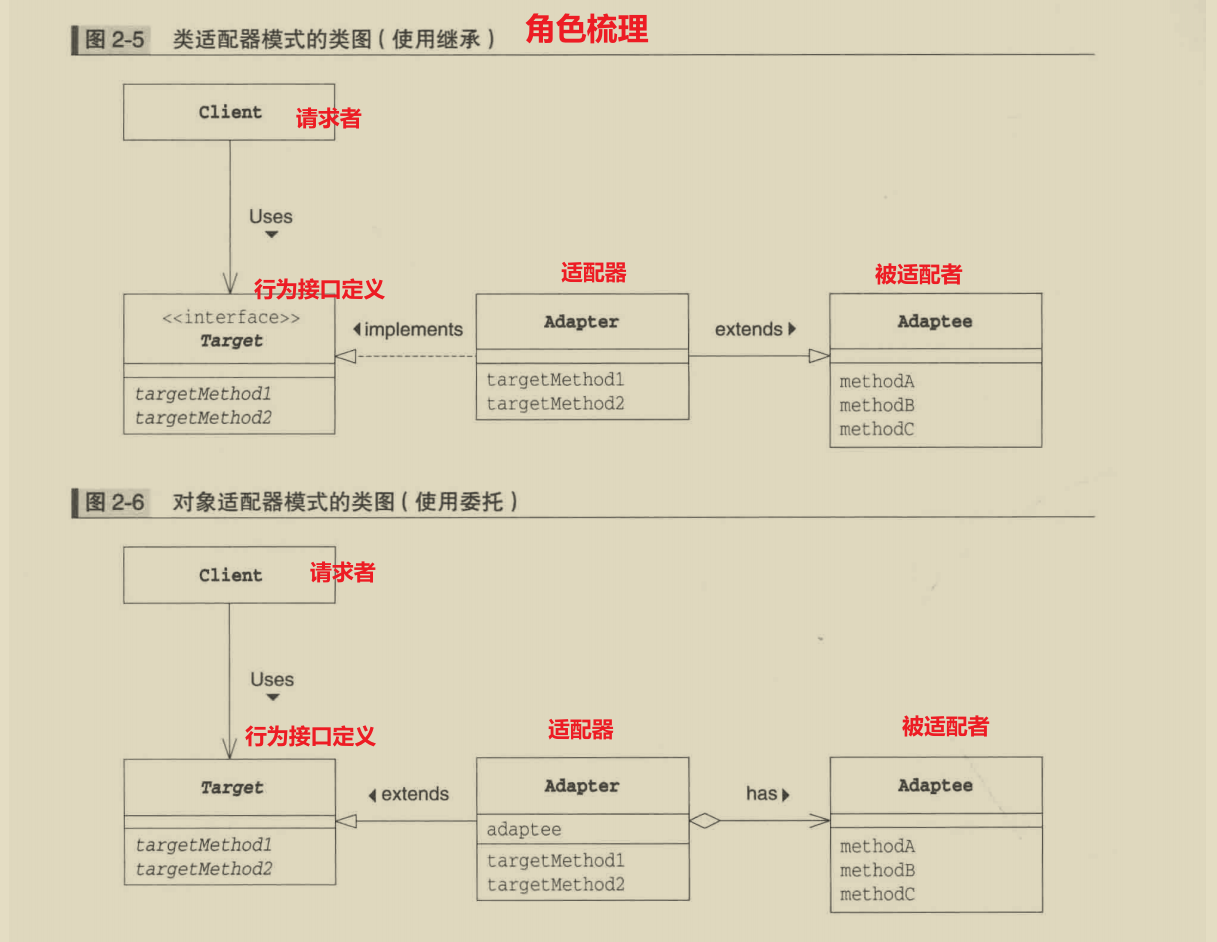 图 2-5 类适配器模式的类图(使用继承) 角色梳理
Client 请求者
Uses
行为接口定义 适配器 被适配者
<<interface>>
Target
targetMethod1
targetMethod2
implements
Adapter
targetMethod1
targetMethod2
extends
Adaptee
methodA
methodB
methodC
图 2-6 对象适配器模式的类图(使用委托)
Client 请求者
Uses
行为接口定义 适配器 被适配者
Target
targetMethod1
targetMethod2
extends
Adapter
adaptee
targetMethod1
targetMethod2
has
Adaptee
methodA
methodB
methodC